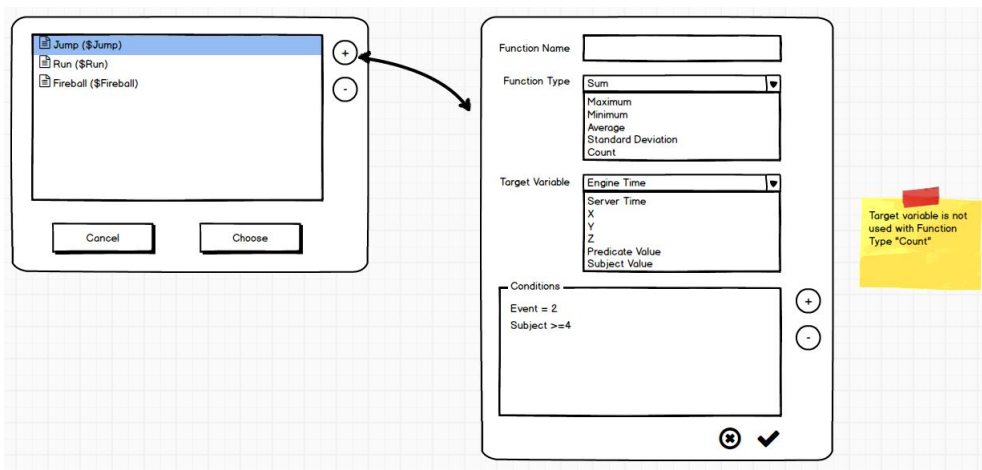 Jump ($Jump)
Run ($Run)
Fireball ($Fireball)
+
-
Cancel
Choose
Function Name
Function Type
Sum
Maximum
Minimum
Average
Standard Deviation
Count
Target Variable
Engine Time
Server Time
X
Y
Z
Predicate Value
Subject Value
Conditions
Event = 2
Subject >=4
+
-
Target variable is not
used with Function
Type "Count"